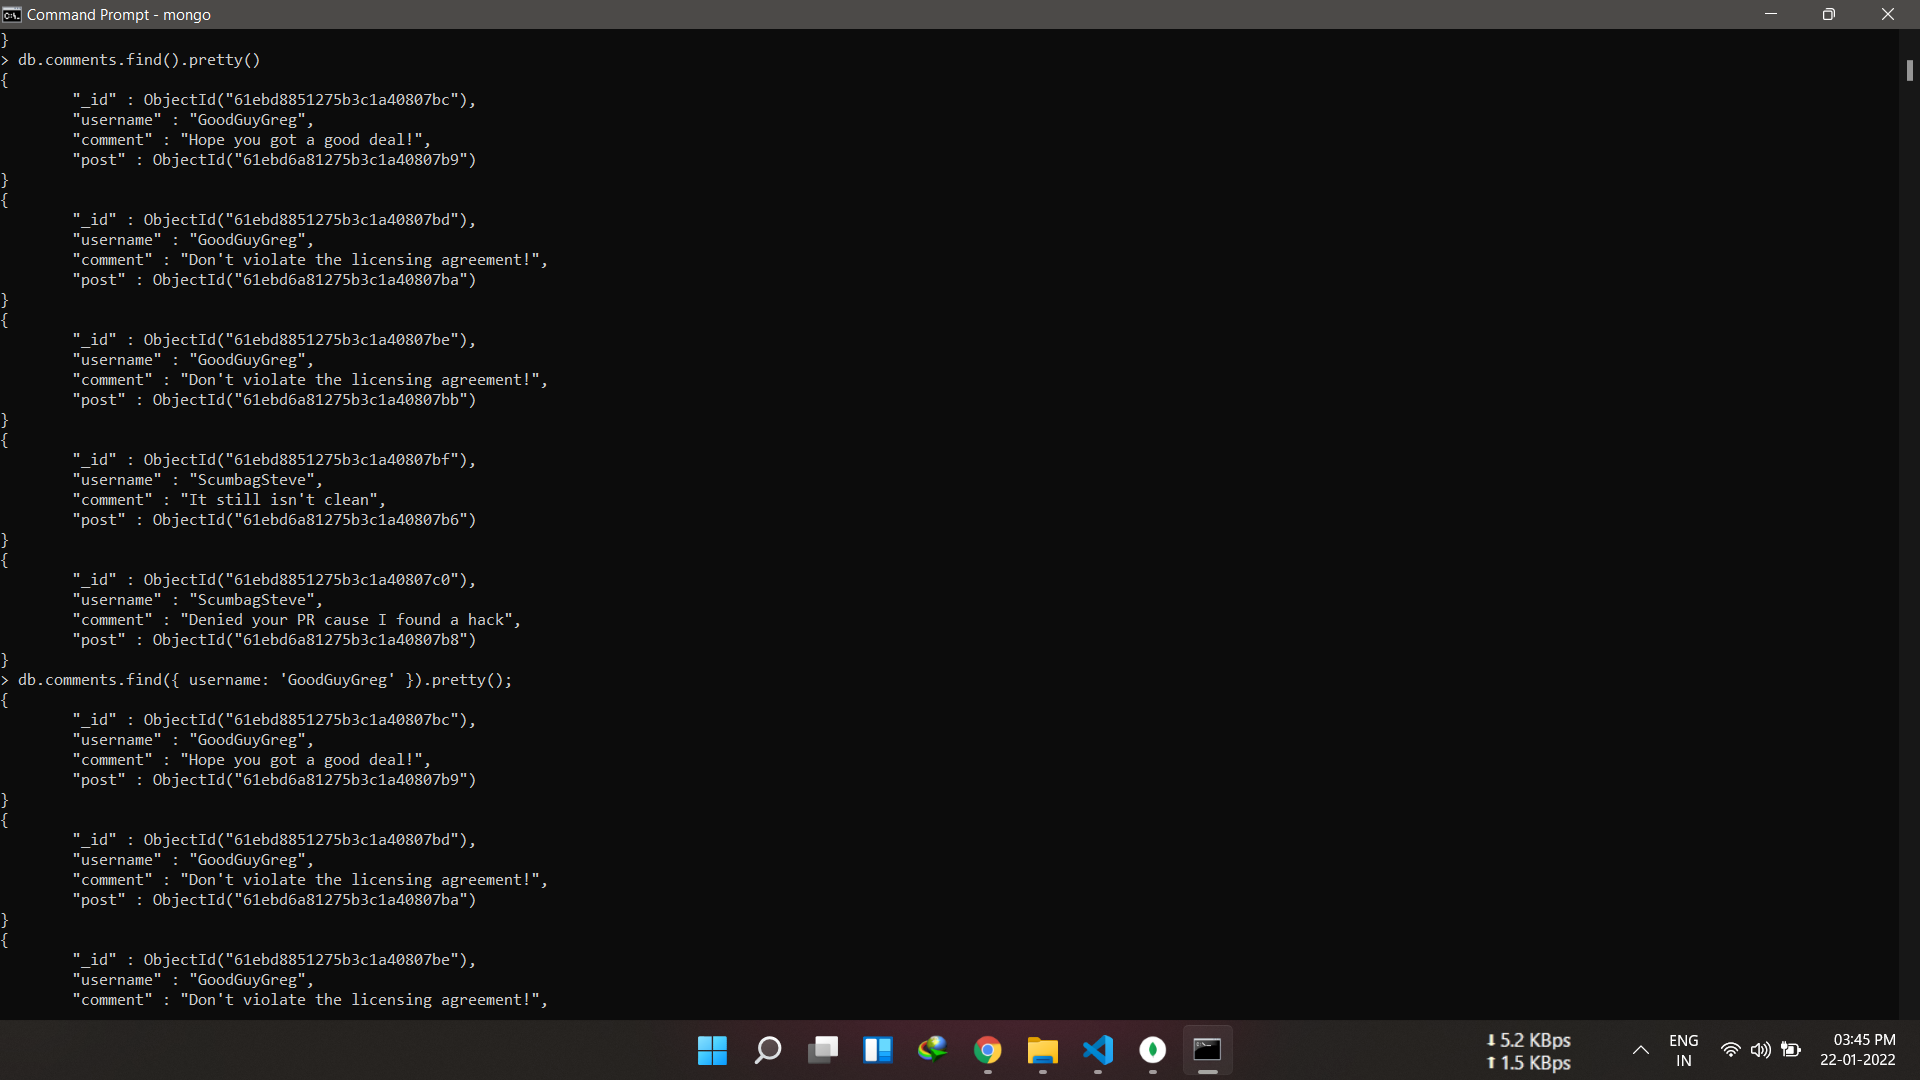 Command Prompt - mongo
}
> db.comments.find().pretty()
{
"_id" : ObjectId("61ebd8851275b3c1a40807bc"),
"username" : "GoodGuyGreg",
"comment" : "Hope you got a good deal!",
"post" : ObjectId("61ebd6a81275b3c1a40807b9")
}
{
"_id" : ObjectId("61ebd8851275b3c1a40807bd"),
"username" : "GoodGuyGreg",
"comment" : "Don't violate the licensing agreement!",
"post" : ObjectId("61ebd6a81275b3c1a40807ba")
}
{
"_id" : ObjectId("61ebd8851275b3c1a40807be"),
"username" : "GoodGuyGreg",
"comment" : "Don't violate the licensing agreement!",
"post" : ObjectId("61ebd6a81275b3c1a40807bb")
}
{
"_id" : ObjectId("61ebd8851275b3c1a40807bf"),
"username" : "ScumbagSteve",
"comment" : "It still isn't clean",
"post" : ObjectId("61ebd6a81275b3c1a40807b6")
}
{
"_id" : ObjectId("61ebd8851275b3c1a40807c0"),
"username" : "ScumbagSteve",
"comment" : "Denied your PR cause I found a hack",
"post" : ObjectId("61ebd6a81275b3c1a40807b8")
}
> db.comments.find({ username: 'GoodGuyGreg' }).pretty();
{
"_id" : ObjectId("61ebd8851275b3c1a40807bc"),
"username" : "GoodGuyGreg",
"comment" : "Hope you got a good deal!",
"post" : ObjectId("61ebd6a81275b3c1a40807b9")
}
{
"_id" : ObjectId("61ebd8851275b3c1a40807bd"),
"username" : "GoodGuyGreg",
"comment" : "Don't violate the licensing agreement!",
"post" : ObjectId("61ebd6a81275b3c1a40807ba")
}
{
"_id" : ObjectId("61ebd8851275b3c1a40807be"),
"username" : "GoodGuyGreg",
"comment" : "Don't violate the licensing agreement!",
⬇ 5.2 KBps
⬆ 1.5 KBps
ENG
IN
03:45 PM
22-01-2022